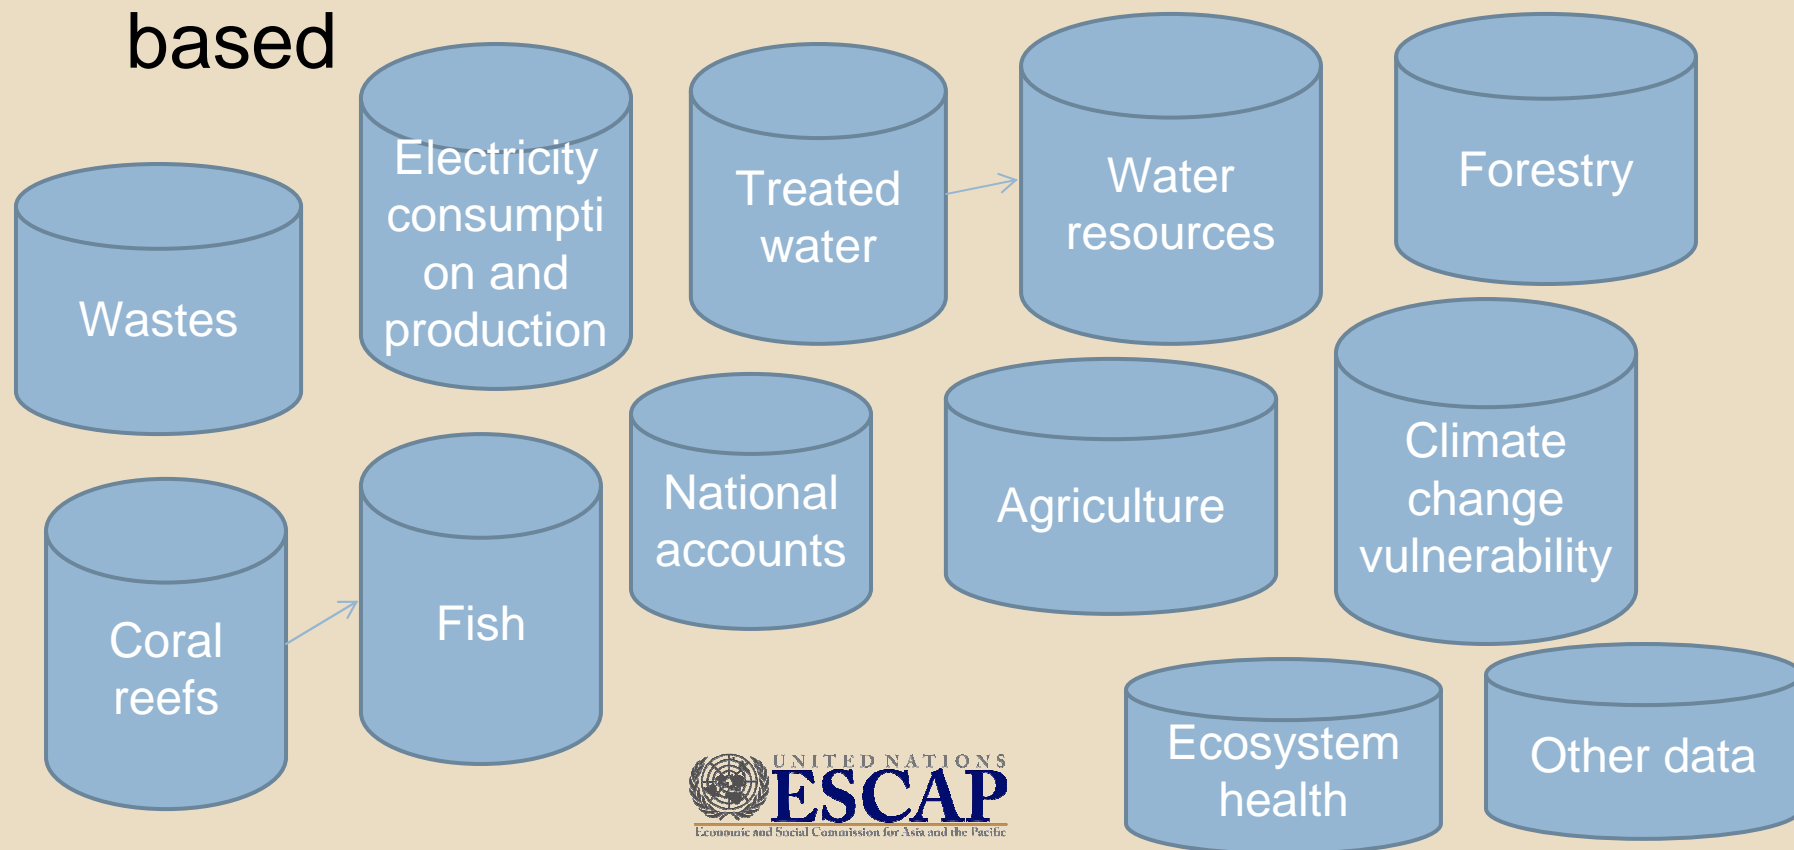 based
Electricity
consumpti
on and
production
Treated
water
Water
resources
Forestry
Wastes
National
accounts
Agriculture
Climate
change
vulnerability
Coral
reefs
Fish
Ecosystem
health
Other data
UNITED NATIONS
ESCAP
Economic and Social Commission for Asia and the Pacific